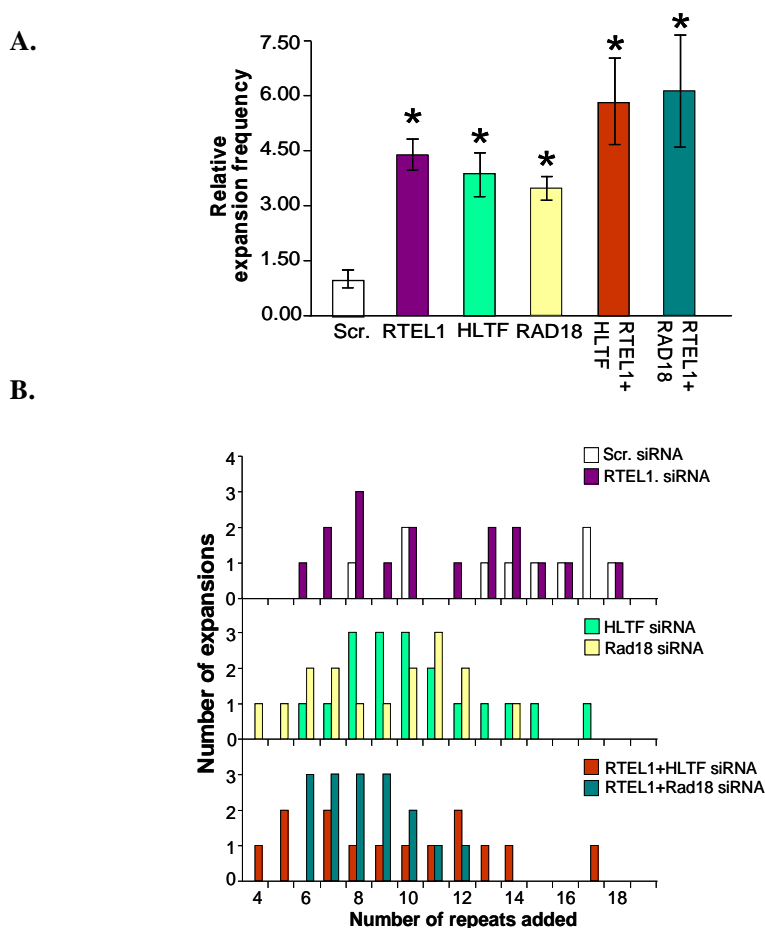 A.
Relative
expansion frequency
7.50
6.00
4.50
3.00
1.50
0.00
* * * * *
Scr. RTEL1 HLTF RAD18
RTEL1+
HLTF
RTEL1+
RAD18
B.
Number of expansions
4
3
2
1
0
Scr. siRNA
RTEL1. siRNA
3
2
1
0
HLTF siRNA
Rad18 siRNA
3
2
1
0
RTEL1+HLTF siRNA
RTEL1+Rad18 siRNA
4 6 8 10 12 14 16 18
Number of repeats added